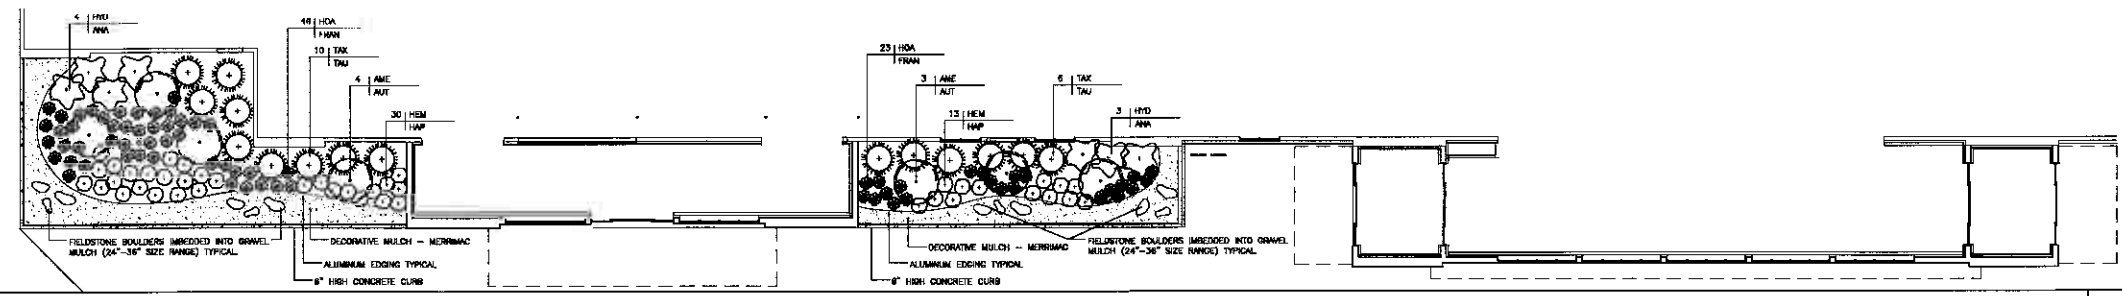 4 HYD
ANA
46 HOA
FRAN
10 TAX
TAU
4 AME
AUT
30 HEM
HAP
23 HOA
FRAN
3 AME
AUT
13 HEM
HAP
6 TAX
TAU
3 HYD
ANA
FIELDSTONE BOULDERS IMBEDDED INTO GRAVEL
MULCH (24"-36" SIZE RANGE) TYPICAL
DECORATIVE MULCH - MERRIMAC
ALUMINUM EDGING TYPICAL
6" HIGH CONCRETE CURB
DECORATIVE MULCH - MERRIMAC
ALUMINUM EDGING TYPICAL
6" HIGH CONCRETE CURB
FIELDSTONE BOULDERS IMBEDDED INTO GRAVEL
MULCH (24"-36" SIZE RANGE) TYPICAL